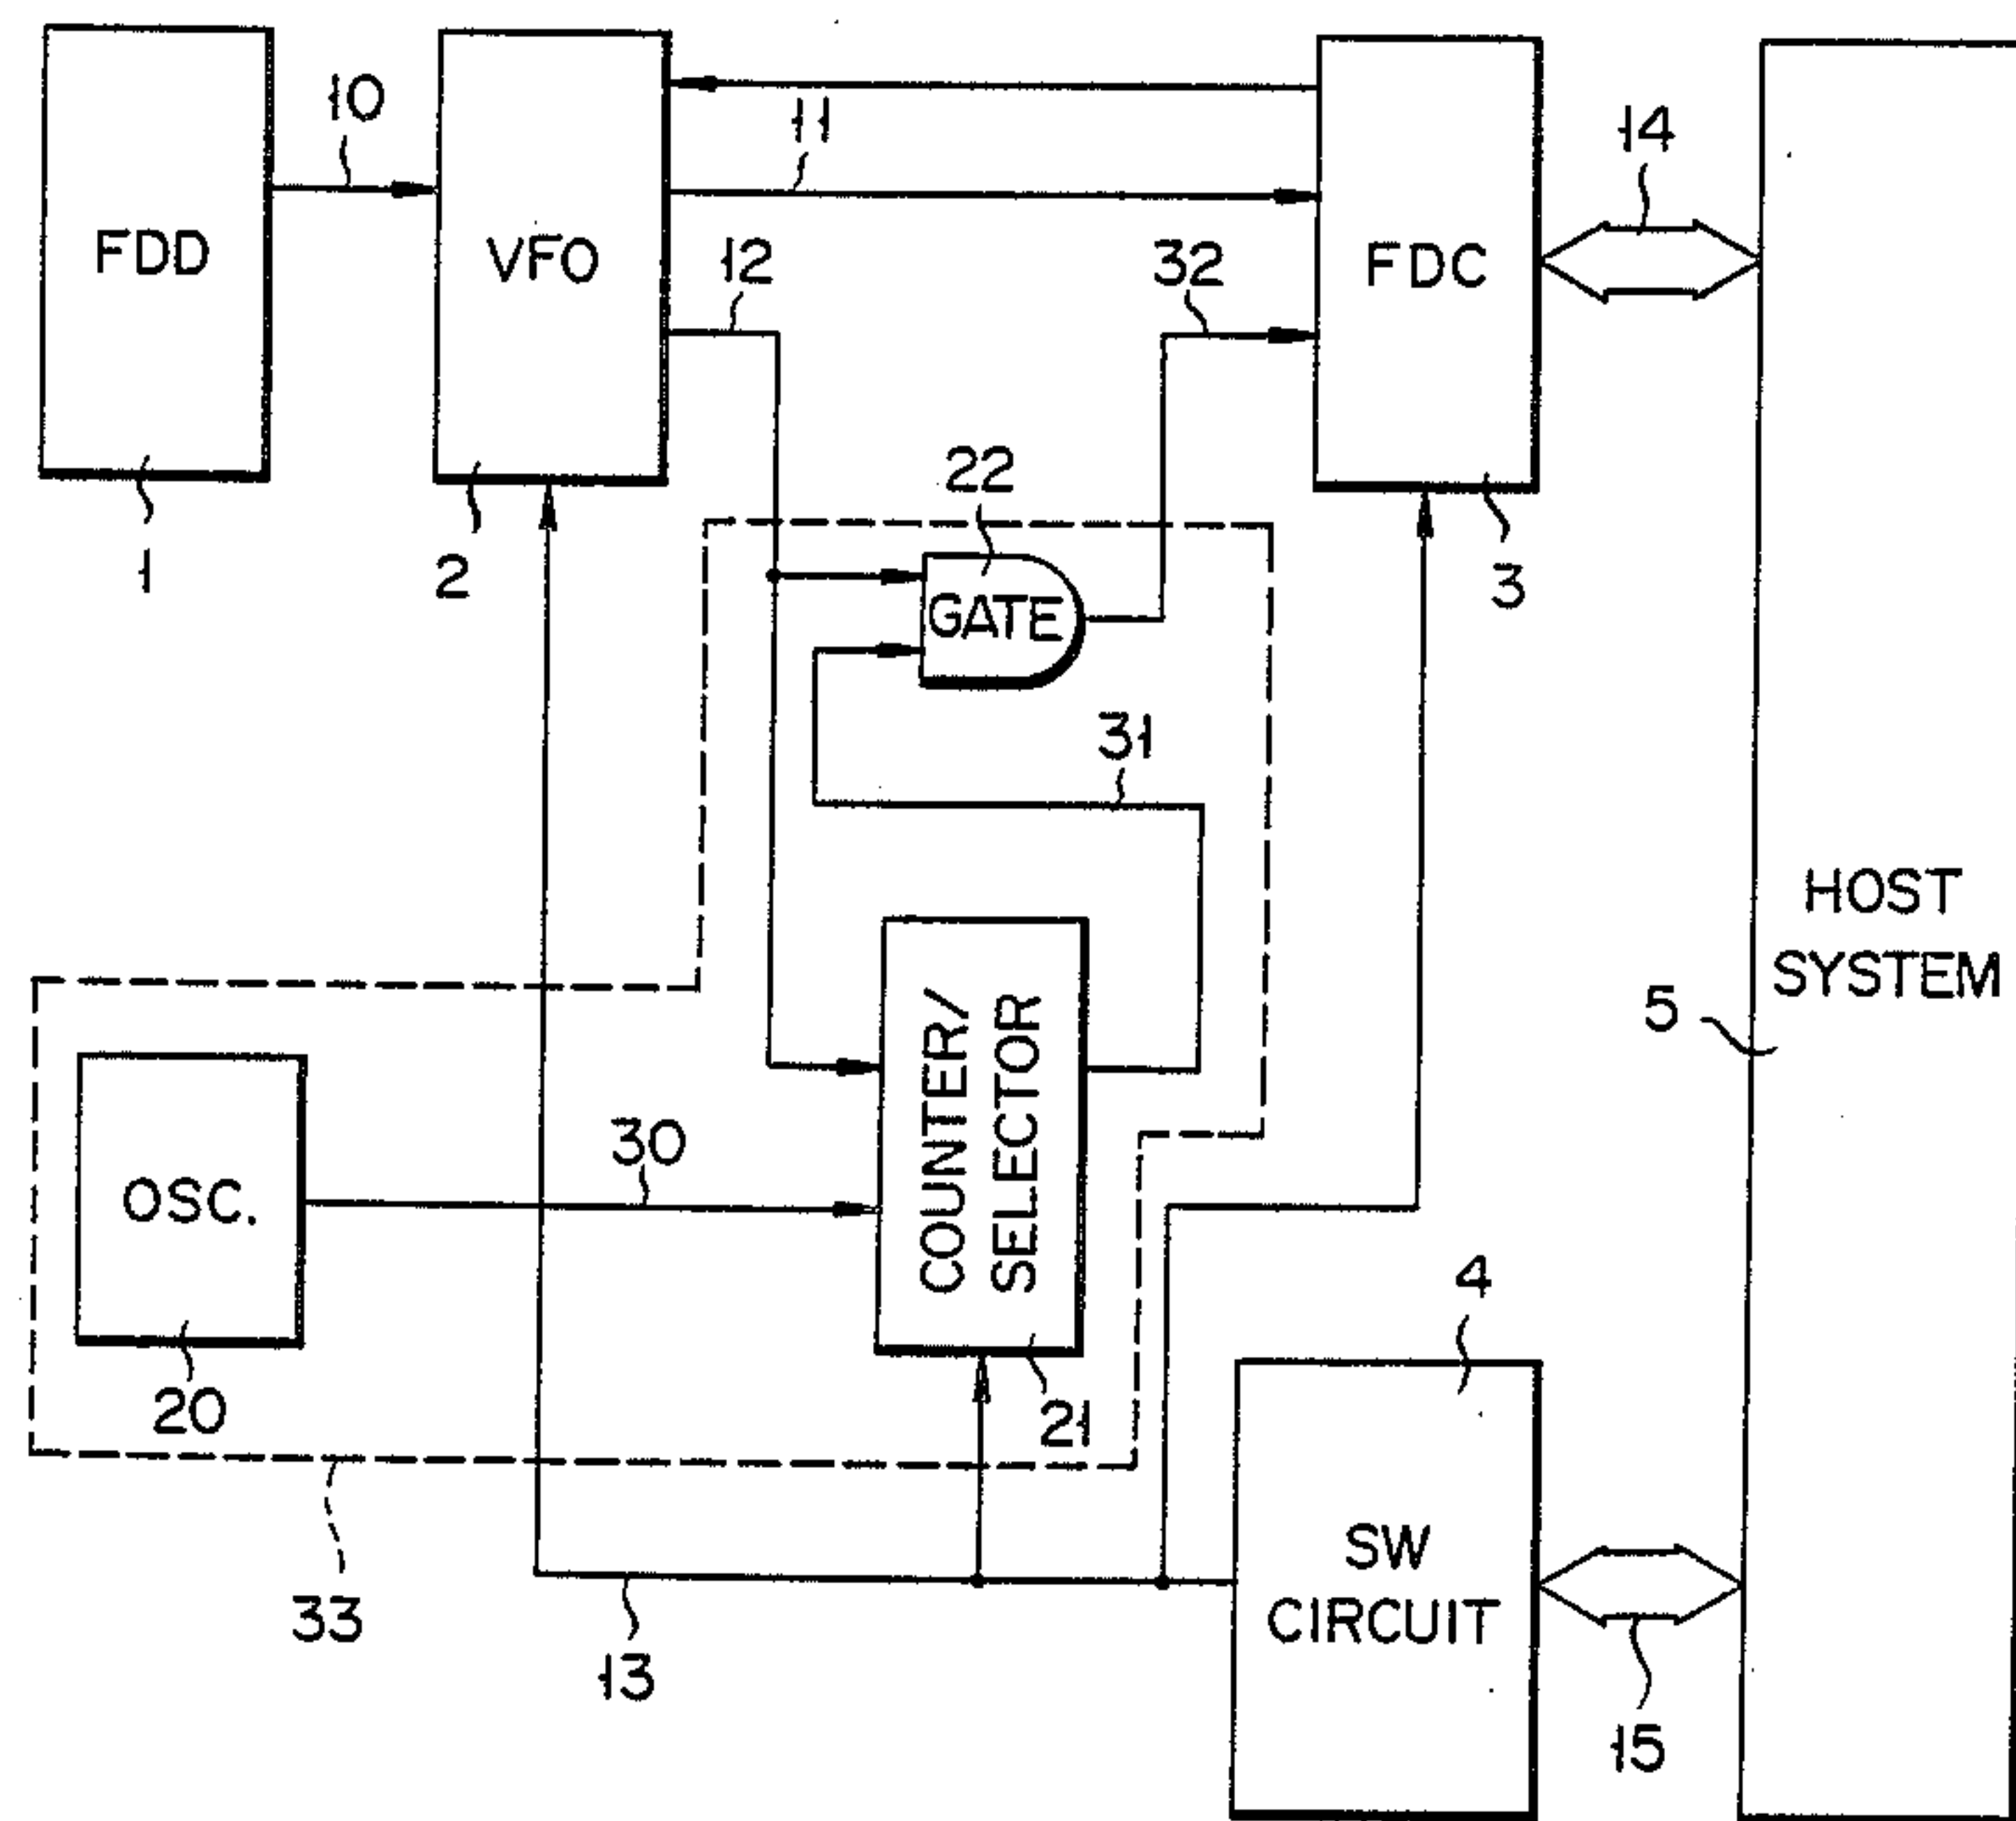 10
11
14
FDD
VFO
12
32
FDC
22
1
2
3
GATE
31
HOST
SYSTEM
5
COUNTER/
SELECTOR
30
OSC.
4
20
21
SW
CIRCUIT
33
13
15